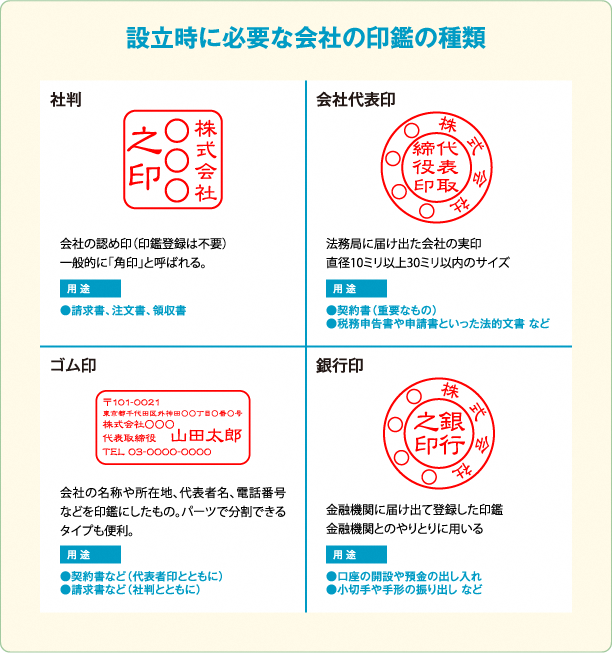 設立時に必要な会社の印鑑の種類
社判
株式会社
○○○
之印
会社の認め印(印鑑登録は不要)
一般的に「角印」と呼ばれる。
用途
●請求書、注文書、領収書
会社代表印
株式会社○○○
代表取
締役印
法務局に届け出た会社の実印
直径10ミリ以上30ミリ以内のサイズ
用途
●契約書(重要なもの)
●税務申告書や申請書といった法的文書 など
ゴム印
〒101-0021
東京都千代田区外神田○○丁目○番○号
株式会社○○○
代表取締役 山田太郎
TEL 03-0000-0000
会社の名称や所在地、代表者名、電話番号
などを印鑑にしたもの。パーツで分割できる
タイプも便利。
用途
●契約書など(代表者印とともに)
●請求書など(社判とともに)
銀行印
株式会社○○○
銀行
之印
金融機関に届け出て登録した印鑑
金融機関とのやりとりに用いる
用途
●口座の開設や預金の出し入れ
●小切手や手形の振り出し など